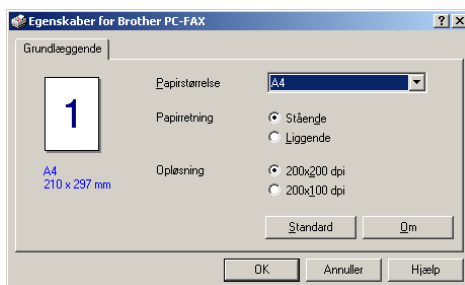 Egenskaber for Brother PC-FAX
Grundlæggende
1
Papirstørrelse
A4
Papirretning
Stående
Liggende
A4
210 x 297 mm
Opløsning
200x200 dpi
200x100 dpi
Standard
Om
OK
Annuller
Hjælp